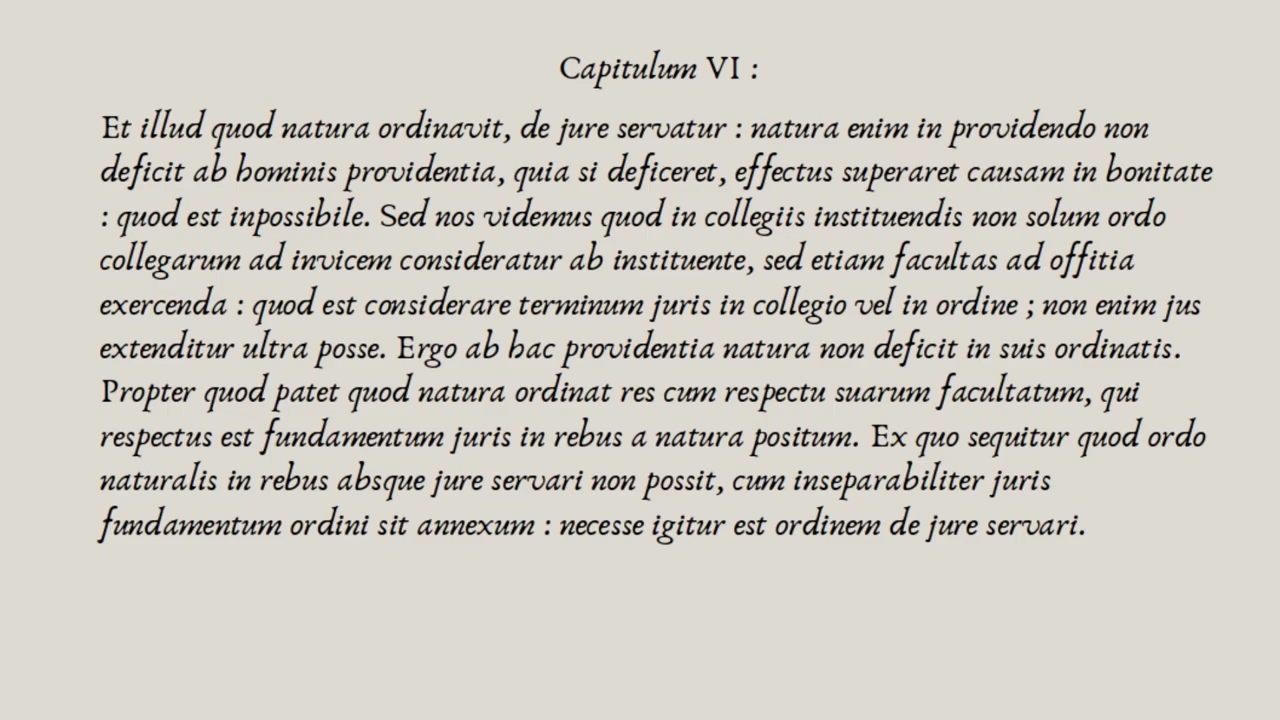 Capitulum VI :
Et illud quod natura ordinavit, de jure servatur : natura enim in providendo non
deficit ab hominis providentia, quia si deficeret, effectus superaret causam in bonitate
: quod est inpossibile. Sed nos videmus quod in collegiis instituendis non solum ordo
collegarum ad invicem consideratur ab instituente, sed etiam facultas ad offitia
exercenda : quod est considerare terminum juris in collegio vel in ordine ; non enim jus
extenditur ultra posse. Ergo ab hac providentia natura non deficit in suis ordinatis.
Propter quod patet quod natura ordinat res cum respectu suarum facultatum, qui
respectus est fundamentum juris in rebus a natura positum. Ex quo sequitur quod ordo
naturalis in rebus absque jure servari non possit, cum inseparabiliter juris
fundamentum ordini sit annexum : necesse igitur est ordinem de jure servari.